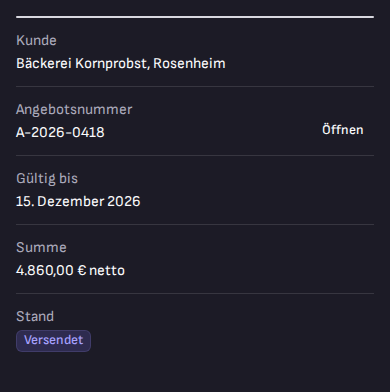 Kunde
Bäckerei Kornprobst, Rosenheim
Angebotsnummer
A-2026-0418
Öffnen
Gültig bis
15. Dezember 2026
Summe
4.860,00 € netto
Stand
Versendet